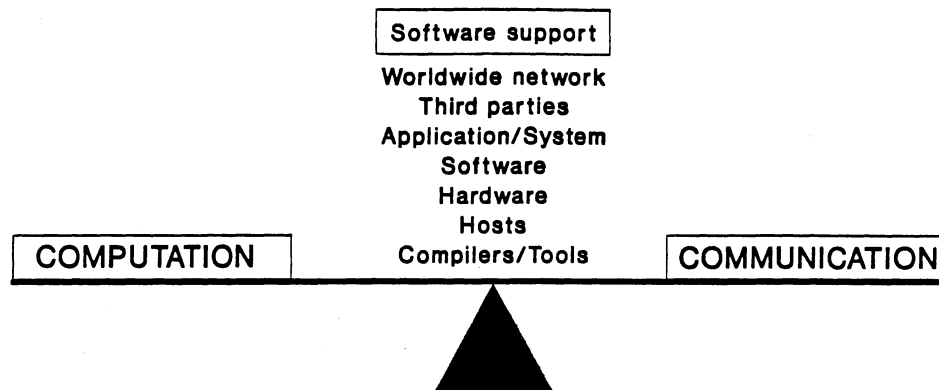 Software support
Worldwide network
Third parties
Application/System
Software
Hardware
Hosts
Compilers/Tools
COMPUTATION
COMMUNICATION